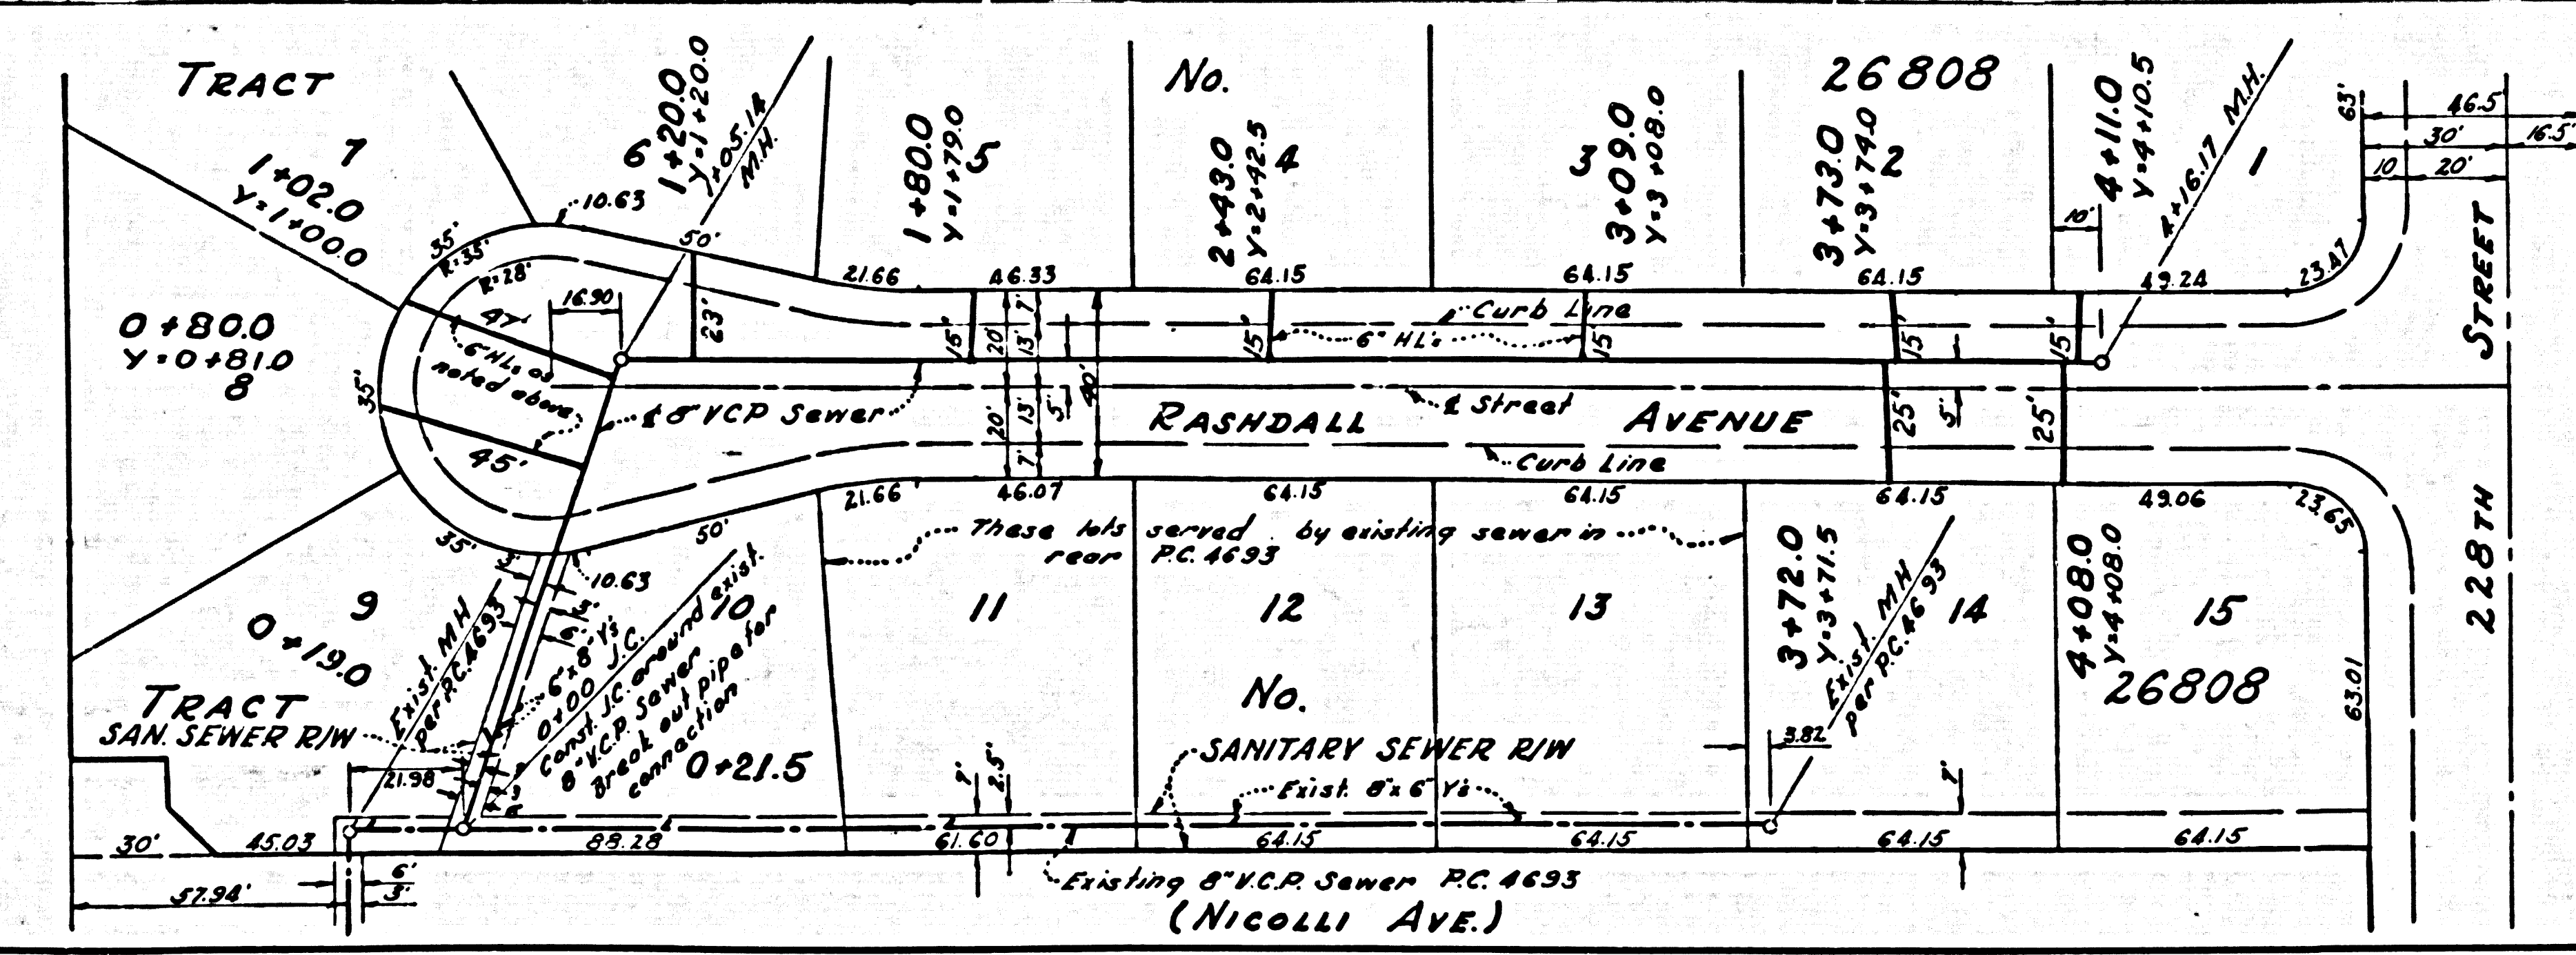 TRACT
No.
26808
7
1+02.0
Y=1+00.0
6
1+20.0
Y=1+20.0
1+05.14
M.H.
1+80.0
Y=1+79.0
5
2+43.0
Y=2+42.5
4
3
3+09.0
Y=3+08.0
3+73.0
Y=3+74.0
2
4+11.0
Y=4+10.5
4+16.17 M.H.
1
63'
46.5'
30'
16.5'
10
20'
10'
10.63
35'
R=35'
R=28'
50'
16.90
47'
23'
21.66
46.33
64.15
64.15
64.15
49.24
23.47
0+80.0
Y=0+81.0
8
6" HLs as
noted above
35'
45'
15'
20'
13'
7'
15'
15'
15'
15'
Curb Line
6" HL's
40'
5'
20'
13'
7'
℄ 8" VCP Sewer
℄ Street
RASHDALL AVENUE
Curb Line
25'
5'
25'
STREET
228TH
35'
50'
21.66
46.07
64.15
64.15
64.15
49.06
23.65
These lots served by existing sewer in
rear P.C. 4693
3'
10.63
3'
6'
9
0+19.0
Exist. MH
per P.C. 4693
6"x8" Y's
0+00 J.C.
Const. J.C. around exist.
8" V.C.P. Sewer
Break out pipe for
connection
10
0+21.5
11
12
13
3+72.0
Y=3+71.5
Exist. MH
per P.C. 4693
14
4+08.0
Y=4+08.0
15
26808
63.01
TRACT
SAN. SEWER R/W
No.
21.98
3
6
7'
2.5'
SANITARY SEWER R/W
Exist. 8"x6" Y's
3.82
7'
30'
45.03
88.28
61.60
64.15
64.15
64.15
64.15
6'
3'
57.94'
Existing 8" V.C.P. Sewer P.C. 4693
(NICOLLI AVE.)